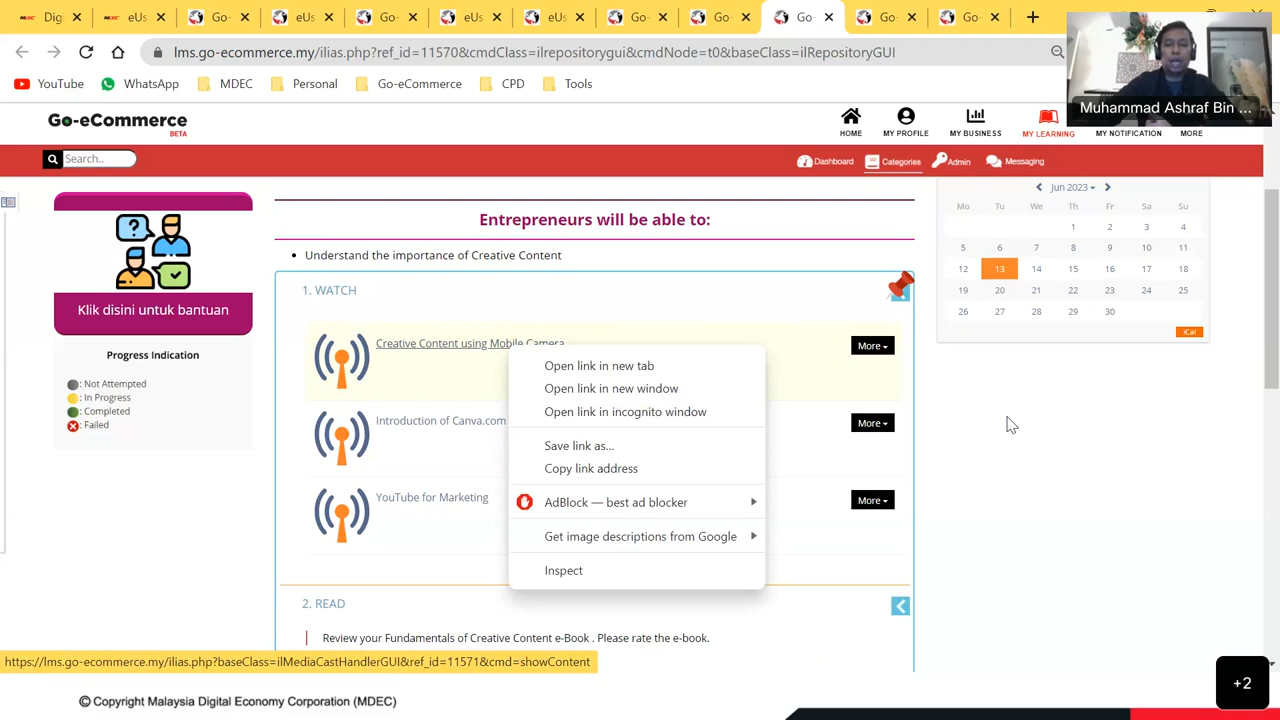 Digi
eUs
Go-
eUs
Go-
eUs
eUs
Go-
Go-
Go-
Go-
Go-
lms.go-ecommerce.my/ilias.php?ref_id=11570&cmdClass=ilrepositorygui&cmdNode=t0&baseClass=ilRepositoryGUI
YouTube WhatsApp MDEC Personal Go-eCommerce CPD Tools
Muhammad Ashraf Bin ...
Go-eCommerce
BETA
HOME MY PROFILE MY BUSINESS MY LEARNING MY NOTIFICATION MORE
Search..
Dashboard Categories Admin Messaging
Klik disini untuk bantuan
Progress Indication
: Not Attempted
: In Progress
: Completed
: Failed
Entrepreneurs will be able to:
• Understand the importance of Creative Content
1. WATCH
Creative Content using Mobile Camera
More
Introduction of Canva.com
More
YouTube for Marketing
More
Open link in new tab
Open link in new window
Open link in incognito window
Save link as...
Copy link address
AdBlock — best ad blocker
Get image descriptions from Google
Inspect
2. READ
Review your Fundamentals of Creative Content e-Book . Please rate the e-book.
Jun 2023
Mo Tu We Th Fr Sa Su
1 2 3 4
5 6 7 8 9 10 11
12 13 14 15 16 17 18
19 20 21 22 23 24 25
26 27 28 29 30
iCal
https://lms.go-ecommerce.my/ilias.php?baseClass=ilMediaCastHandlerGUI&ref_id=11571&cmd=showContent
© Copyright Malaysia Digital Economy Corporation (MDEC)
+2